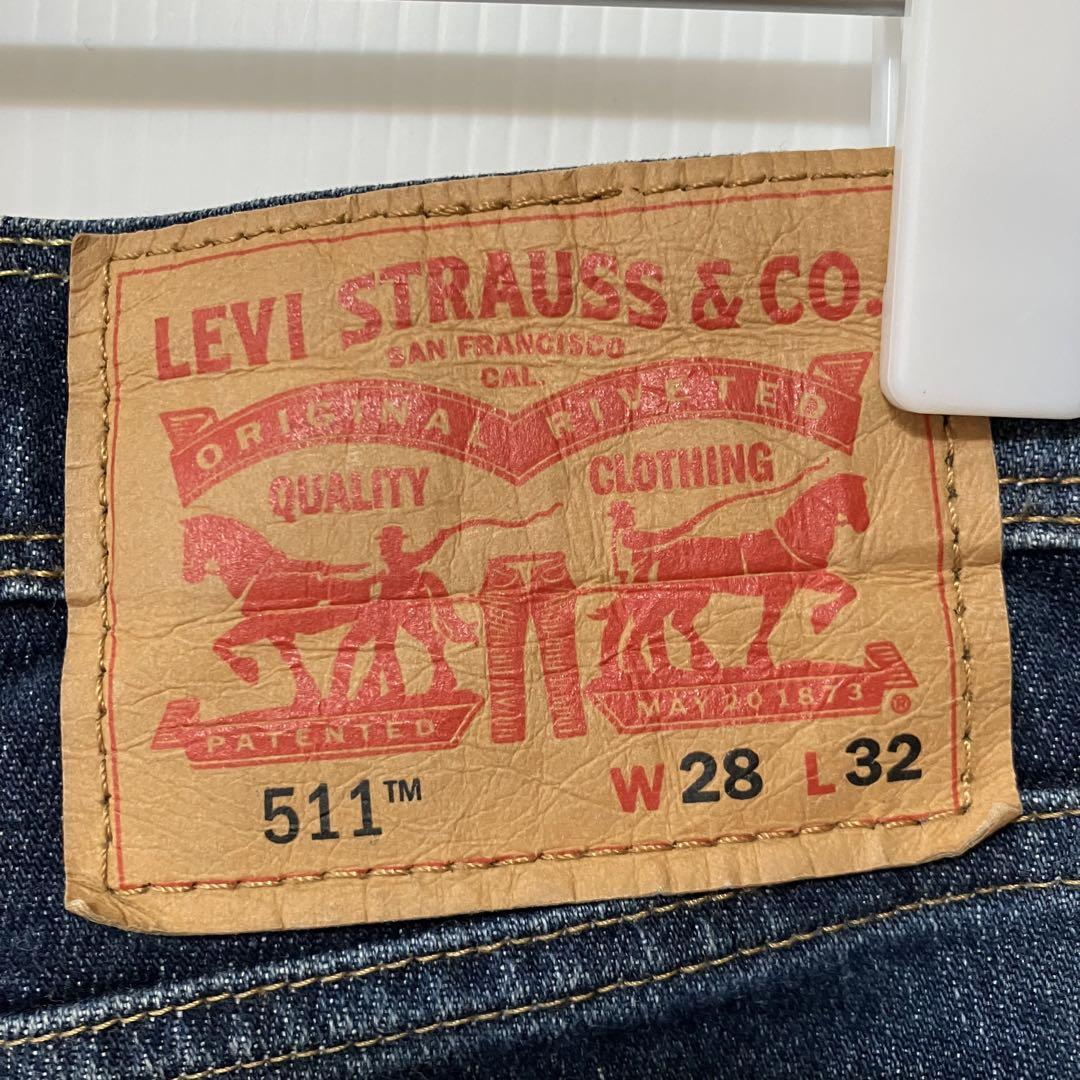 LEVI STRAUSS & CO.
SAN FRANCISCO
CAL.
ORIGINAL RIVETED
QUALITY CLOTHING
PATENTED MAY 20 1873 ®
511™ W 28 L 32